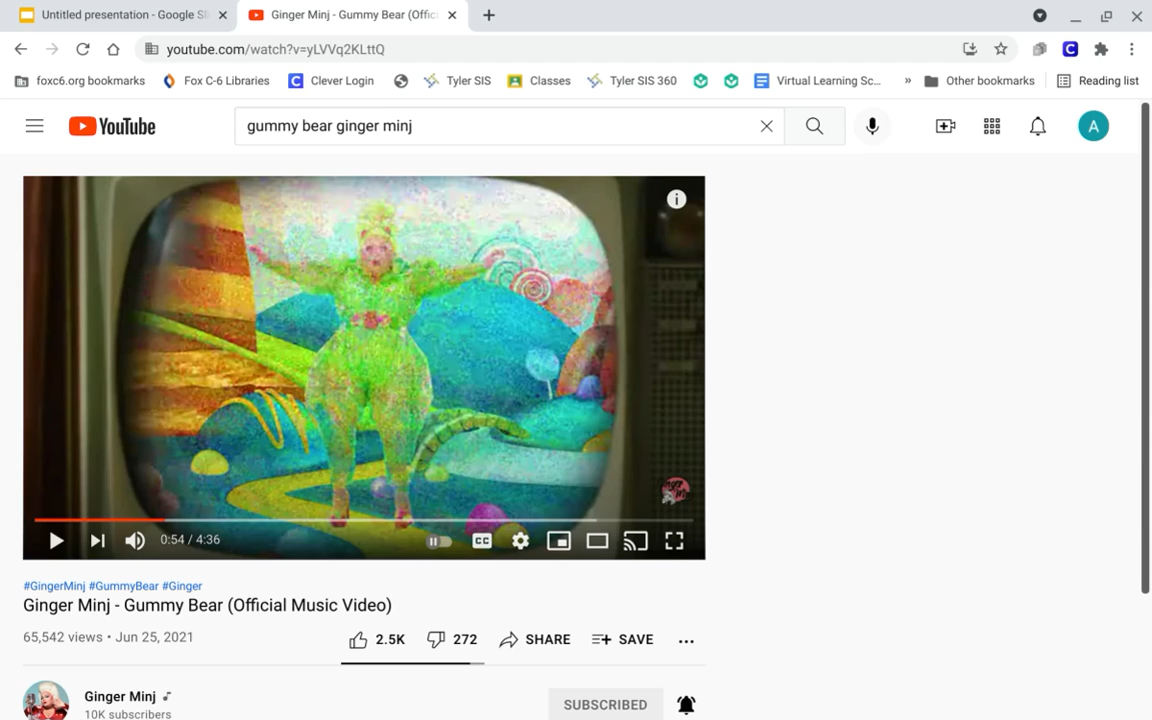 Untitled presentation - Google Sl
Ginger Minj - Gummy Bear (Offic
youtube.com/watch?v=yLVVq2KLttQ
foxc6.org bookmarks
Fox C-6 Libraries
Clever Login
Tyler SIS
Classes
Tyler SIS 360
Virtual Learning Sc...
»
Other bookmarks
Reading list
YouTube
gummy bear ginger minj
A
0:54 / 4:36
CC
#GingerMinj #GummyBear #Ginger
Ginger Minj - Gummy Bear (Official Music Video)
65,542 views • Jun 25, 2021
2.5K
272
SHARE
SAVE
Ginger Minj
10K subscribers
SUBSCRIBED